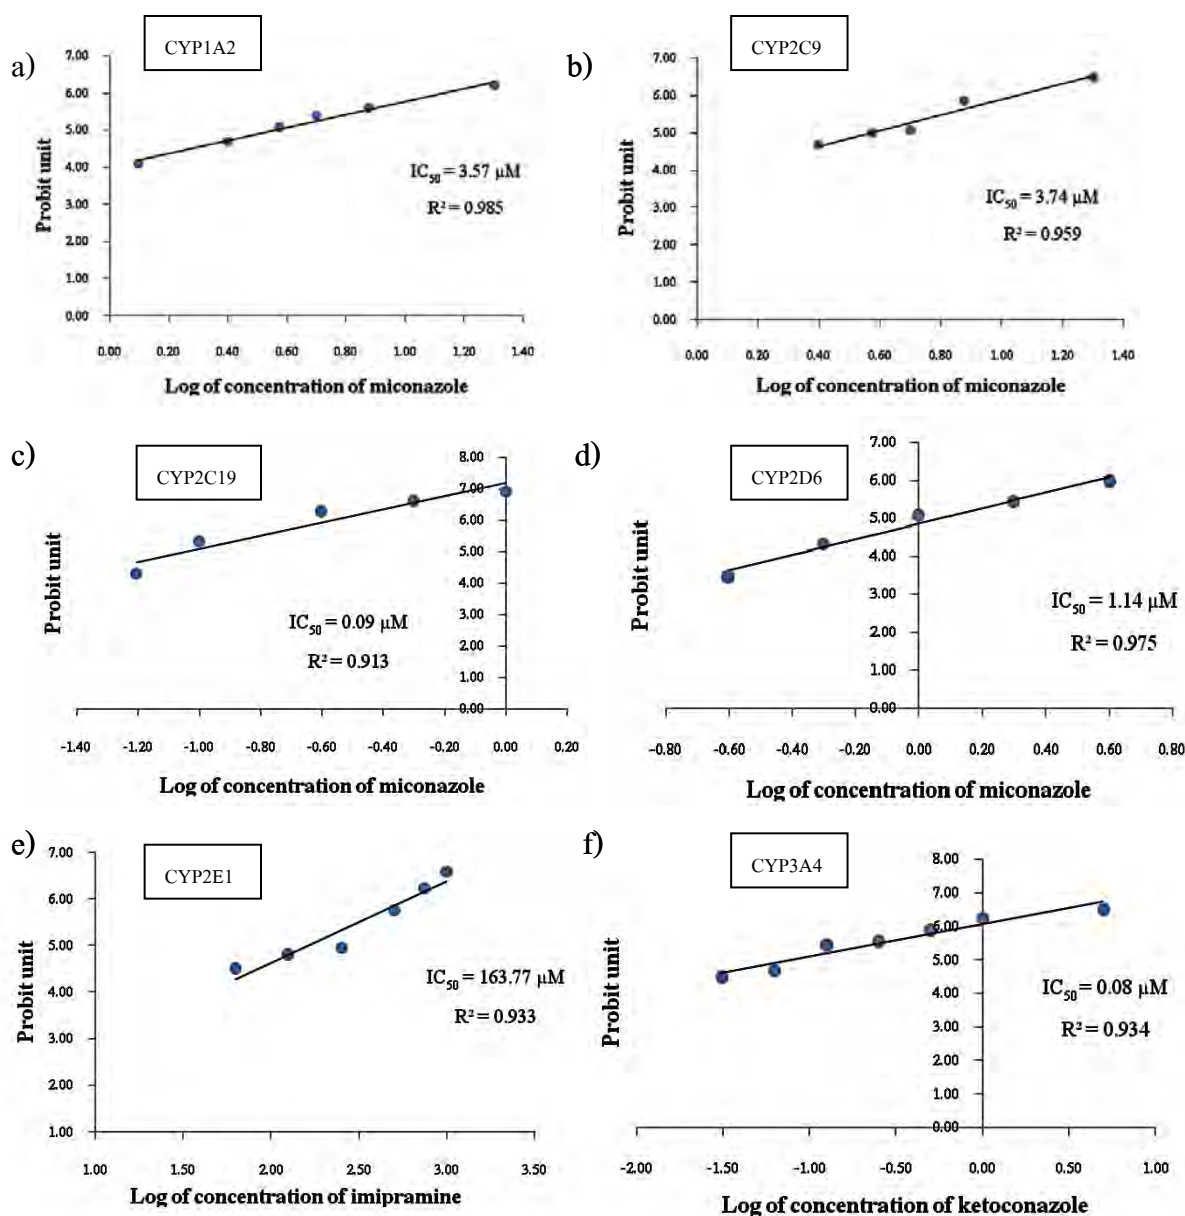 a)
CYP1A2
7.00
6.00
5.00
4.00
3.00
2.00
1.00
0.00
Probit unit
IC₅₀ = 3.57 µM
R² = 0.985
0.00 0.20 0.40 0.60 0.80 1.00 1.20 1.40
Log of concentration of miconazole
b)
CYP2C9
7.00
6.00
5.00
4.00
3.00
2.00
1.00
0.00
Probit unit
IC₅₀ = 3.74 µM
R² = 0.959
0.00 0.20 0.40 0.60 0.80 1.00 1.20 1.40
Log of concentration of miconazole
c)
CYP2C19
8.00
7.00
6.00
5.00
4.00
3.00
2.00
1.00
0.00
Probit unit
IC₅₀ = 0.09 µM
R² = 0.913
-1.40 -1.20 -1.00 -0.80 -0.60 -0.40 -0.20 0.00 0.20
Log of concentration of miconazole
d)
CYP2D6
7.00
6.00
5.00
4.00
3.00
2.00
1.00
0.00
Probit unit
IC₅₀ = 1.14 µM
R² = 0.975
-0.80 -0.60 -0.40 -0.20 0.00 0.20 0.40 0.60 0.80
Log of concentration of miconazole
e)
CYP2E1
7.00
6.00
5.00
4.00
3.00
2.00
1.00
Probit unit
IC₅₀ = 163.77 µM
R² = 0.933
1.00 1.50 2.00 2.50 3.00 3.50
Log of concentration of imipramine
f)
CYP3A4
8.00
7.00
6.00
5.00
4.00
3.00
2.00
1.00
0.00
Probit unit
IC₅₀ = 0.08 µM
R² = 0.934
-2.00 -1.50 -1.00 -0.50 0.00 0.50 1.00
Log of concentration of ketoconazole